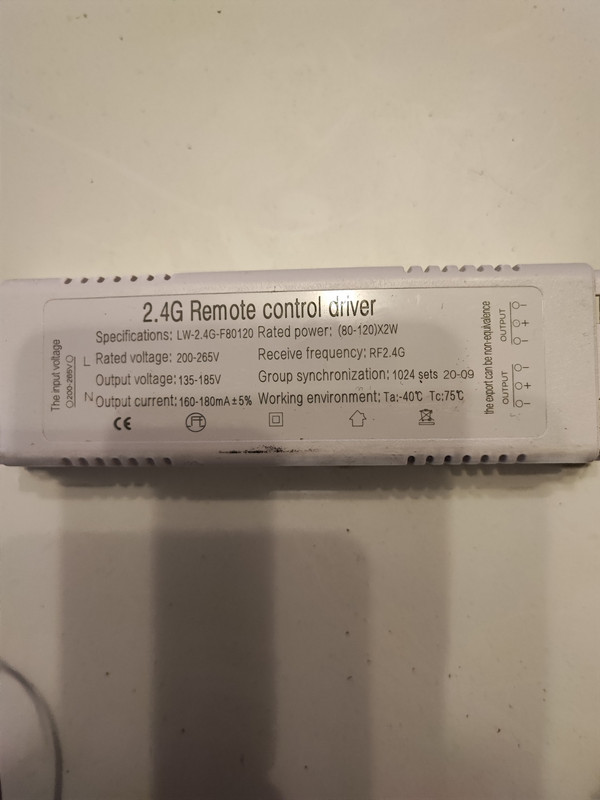 2.4G Remote control driver
Specifications: LW-2.4G-F80120 Rated power: (80-120)X2W
Rated voltage: 200-265V Receive frequency: RF2.4G
Output voltage: 135-185V Group synchronization: 1024 sets 20-09
Output current: 160-180mA±5% Working environment: Ta:-40℃ Tc:75℃
CE
The input voltage
200-265V
L
N
the export can be non-equivalence
OUTPUT
OUTPUT
−
+
−
−
+
−